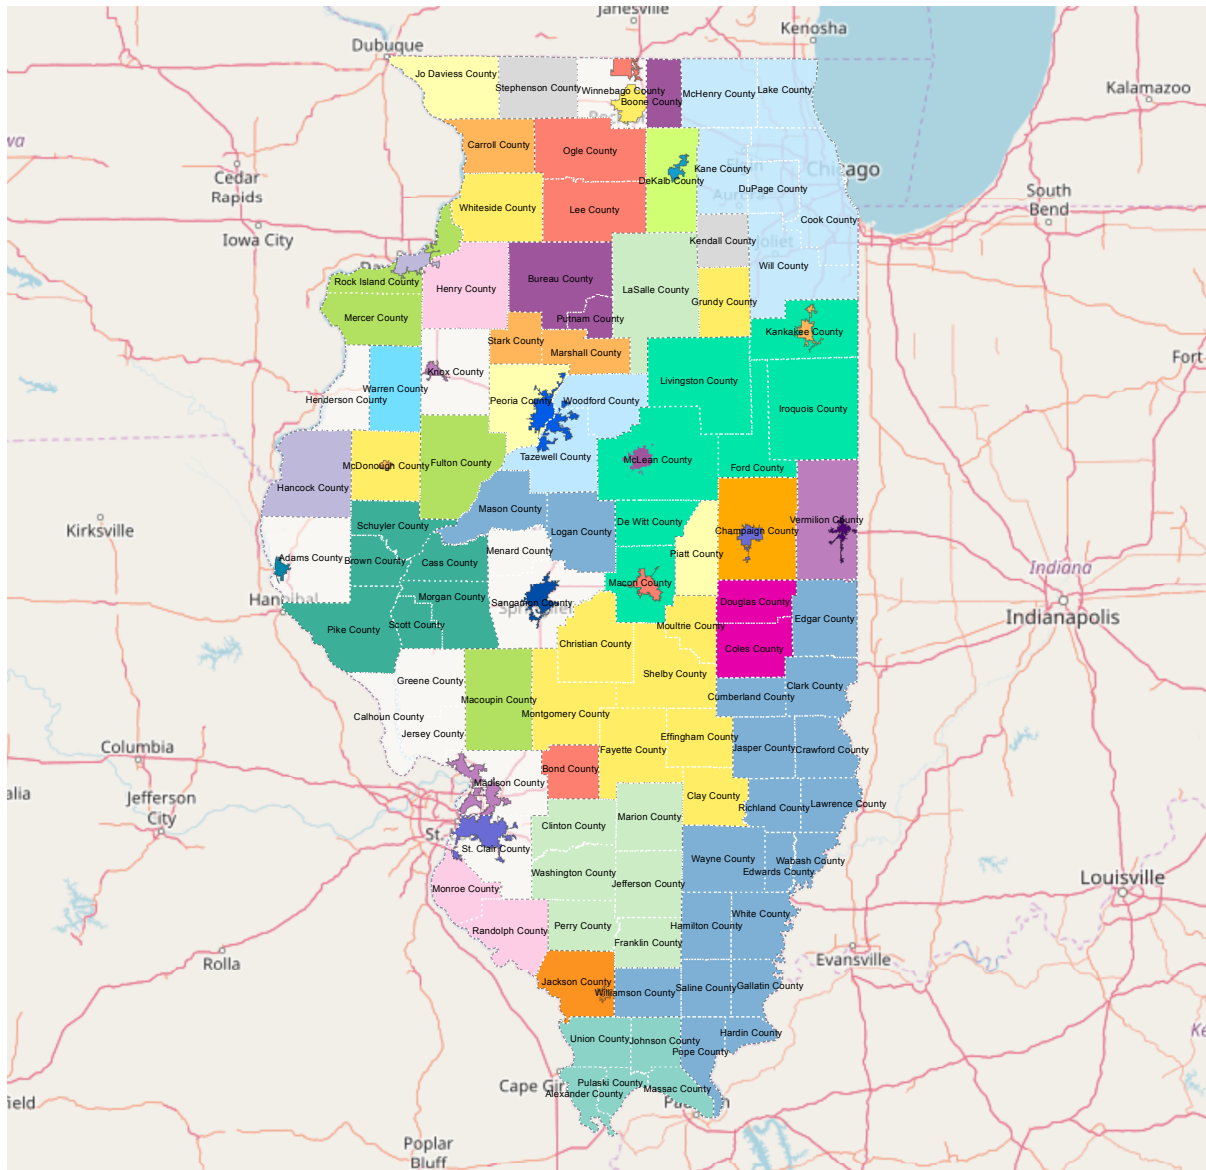 Janesville
Kenosha
Dubuque
Jo Daviess County
Stephenson County
Winnebago County
Boone County
McHenry County
Lake County
Kalamazoo
wa
Carroll County
Ogle County
DeKalb County
Kane County
Elgin
Chicago
Cedar
Rapids
DuPage County
Aurora
South
Bend
Whiteside County
Lee County
Cook County
Iowa City
Kendall County
Joliet
Will County
Rock Island County
Henry County
Bureau County
LaSalle County
Grundy County
Mercer County
Putnam County
Kankakee County
Stark County
Marshall County
Fort
Knox County
Warren County
Henderson County
Peoria County
Woodford County
Livingston County
Iroquois County
Tazewell County
McLean County
McDonough County
Fulton County
Ford County
Hancock County
Mason County
Kirksville
Schuyler County
Logan County
De Witt County
Champaign County
Vermilion County
Adams County
Brown County
Cass County
Menard County
Piatt County
Indiana
Macon County
Hannibal
Morgan County
Sangamon County
Douglas County
Indianapolis
Pike County
Scott County
Christian County
Moultrie County
Edgar County
Coles County
Greene County
Shelby County
Clark County
Macoupin County
Cumberland County
Calhoun County
Montgomery County
Jersey County
Columbia
Effingham County
Fayette County
Jasper County
Crawford County
Bond County
Madison County
alia
Jefferson
City
Clay County
Richland County
Lawrence County
St.
Clinton County
Marion County
St. Clair County
Wayne County
Wabash County
Edwards County
Washington County
Jefferson County
Louisville
Monroe County
White County
Randolph County
Perry County
Hamilton County
Franklin County
Rolla
Evansville
Jackson County
Williamson County
Saline County
Gallatin County
Union County
Johnson County
Hardin County
Pope County
Ke
Cape Gir
Pulaski County
Alexander County
Massac County
field
Poplar
Bluff